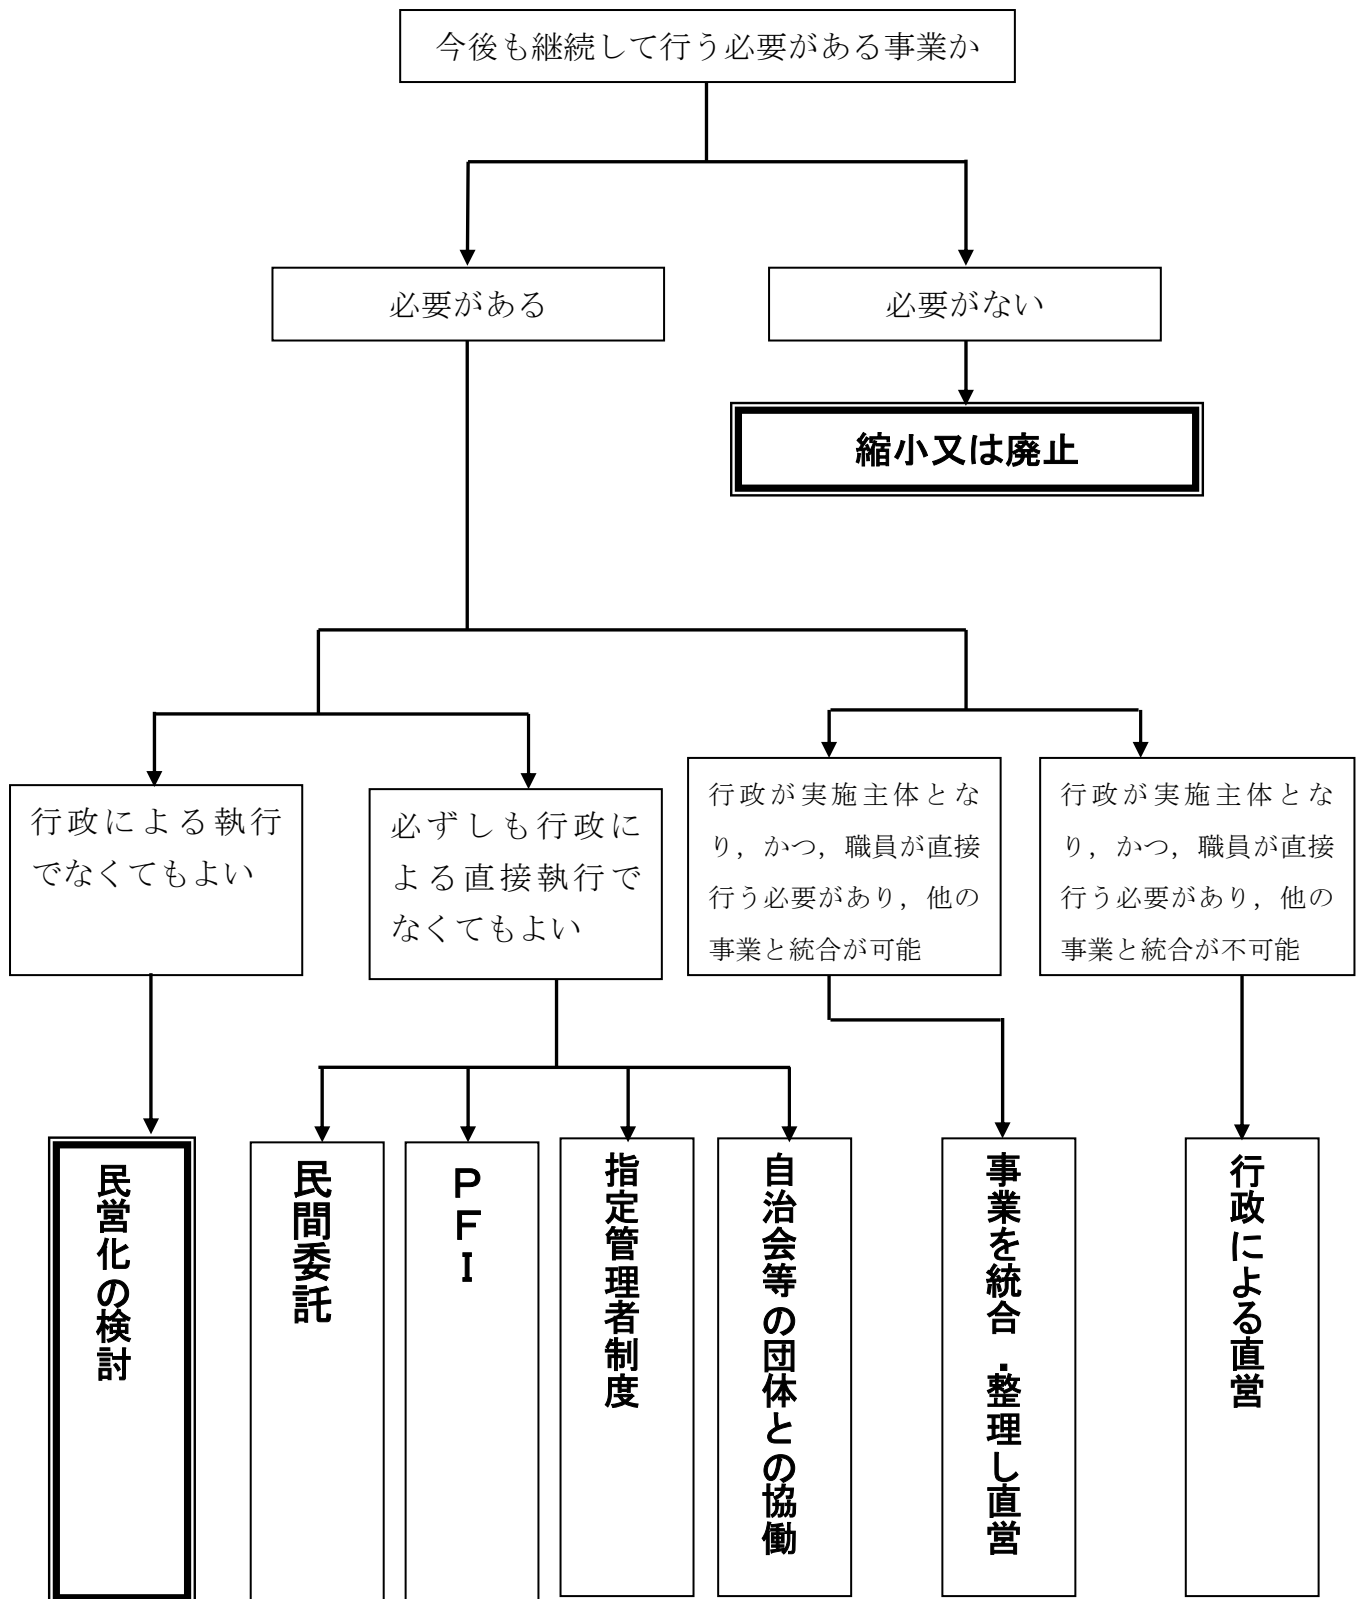 今後も継続して行う必要がある事業か
必要がある
必要がない
縮小又は廃止
行政による執行
でなくてもよい
必ずしも行政に
よる直接執行で
なくてもよい
行政が実施主体とな
り，かつ，職員が直接
行う必要があり，他の
事業と統合が可能
行政が実施主体とな
り，かつ，職員が直接
行う必要があり，他の
事業と統合が不可能
民営化の検討
民間委託
ＰＦＩ
指定管理者制度
自治会等の団体との協働
事業を統合・整理し直営
行政による直営